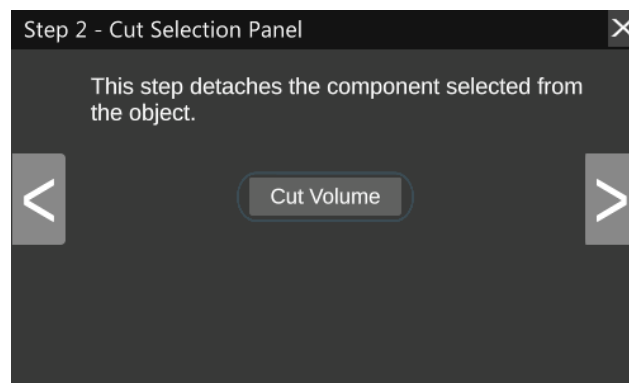 Step 2 - Cut Selection Panel
This step detaches the component selected from
the object.
Cut Volume